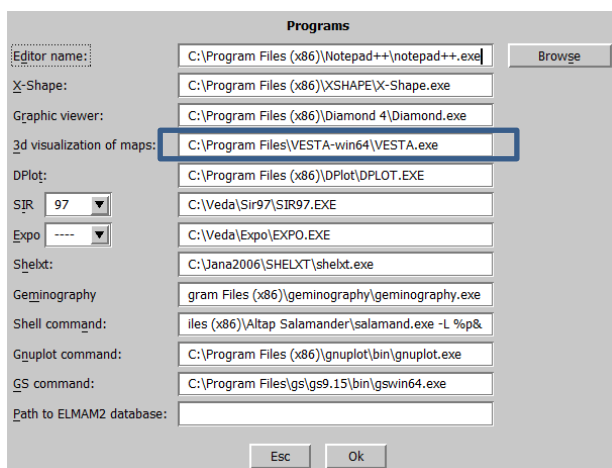 Programs
Editor name: C:\Program Files (x86)\Notepad++\notepad++.exe Browse
X-Shape: C:\Program Files (x86)\XSHAPE\X-Shape.exe
Graphic viewer: C:\Program Files (x86)\Diamond 4\Diamond.exe
3d visualization of maps: C:\Program Files\VESTA-win64\VESTA.exe
DPlot: C:\Program Files (x86)\DPlot\DPLOT.EXE
SIR 97 C:\Veda\Sir97\SIR97.EXE
Expo ---- C:\Veda\Expo\EXPO.EXE
Shelxt: C:\Jana2006\SHELXT\shelxt.exe
Geminography gram Files (x86)\geminography\geminography.exe
Shell command: iles (x86)\Altap Salamander\salamand.exe -L %p&
Gnuplot command: C:\Program Files (x86)\gnuplot\bin\gnuplot.exe
GS command: C:\Program Files\gs\gs9.15\bin\gswin64.exe
Path to ELMAM2 database:
Esc Ok